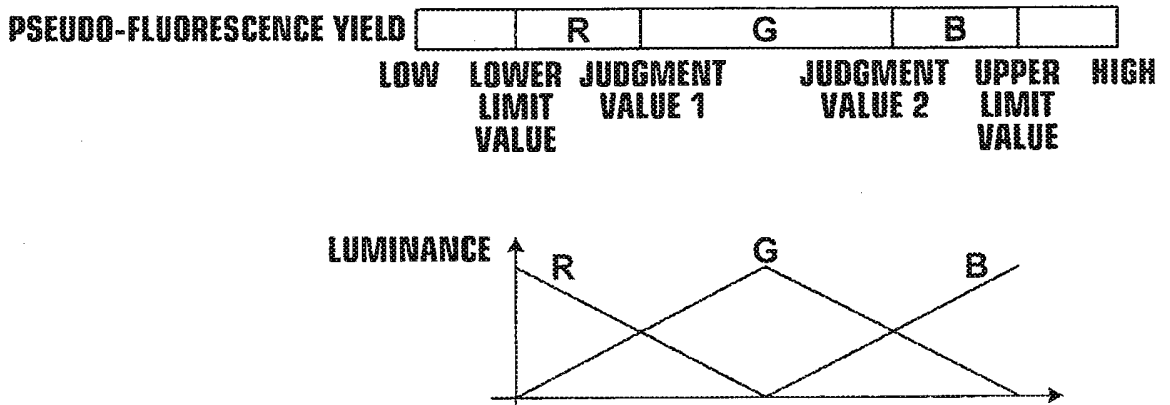 PSEUDO-FLUORESCENCE YIELD R G B
LOW LOWER JUDGMENT JUDGMENT UPPER HIGH
LIMIT VALUE 1 VALUE 2 LIMIT
VALUE VALUE
LUMINANCE R G B